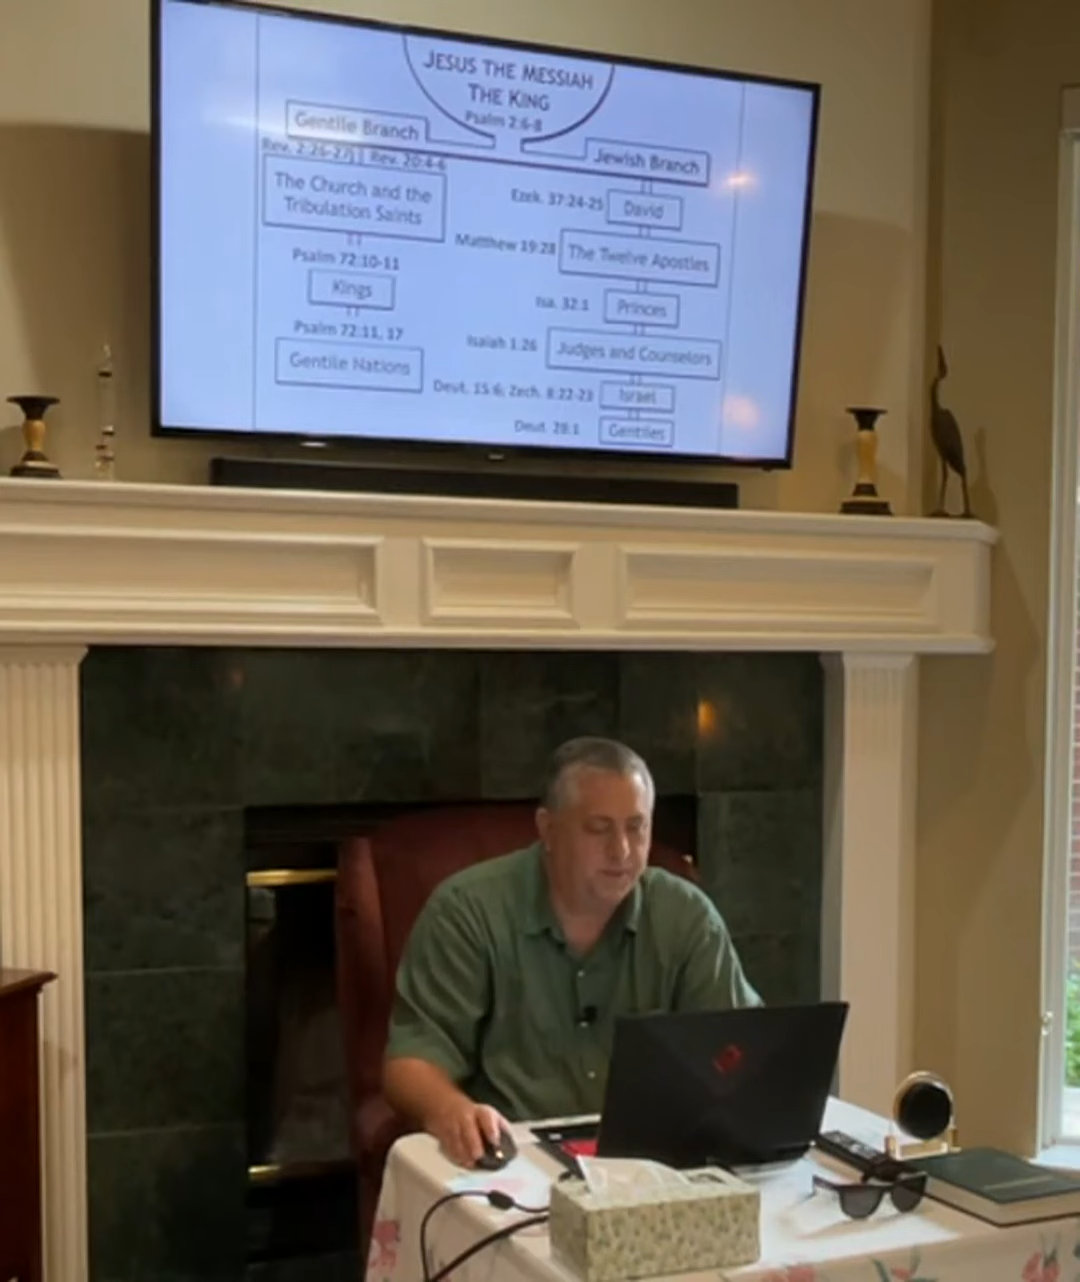 JESUS THE MESSIAH
THE KING
Psalm 2:6-8
Gentile Branch
Rev. 2:26-27 | Rev. 20:4-6
The Church and the
Tribulation Saints
Psalm 72:10-11
Kings
Psalm 72:11, 17
Gentile Nations
Jewish Branch
Ezek. 37:24-25
David
Matthew 19:28
The Twelve Apostles
Isa. 32:1
Princes
Isaiah 1:26
Judges and Counselors
Deut. 15:6; Zech. 8:22-23
Israel
Deut. 28:1
Gentiles